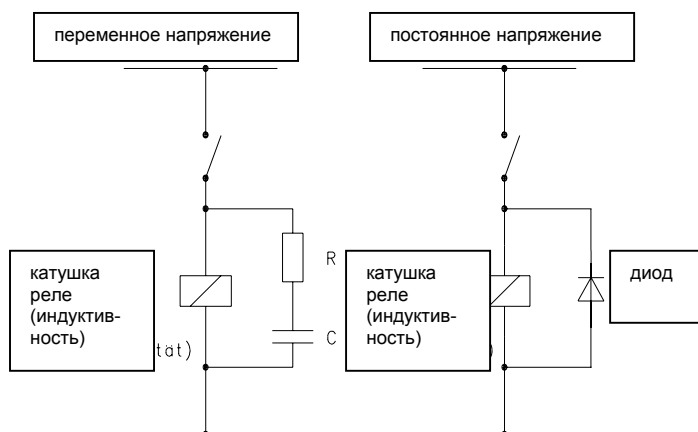 переменное напряжение
постоянное напряжение
катушка
реле
(индуктив-
ность)
R
C
tät)
катушка
реле
(индуктив-
ность)
)
диод